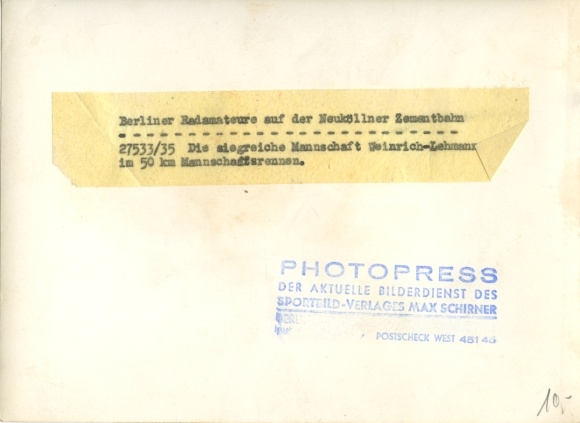 Berliner Radamateure auf der Neuköllner Zementbahn
- - - - - - - - - - - - - - - - - - - - - - - - - -
27533/35 Die siegreiche Mannschaft Weinrich-Lehmann
im 50 km Mannschaftsrennen.
PHOTOPRESS
DER AKTUELLE BILDERDIENST DES
SPORTBILD-VERLAGES MAX SCHIRNER
POSTSCHECK WEST 45145
10,-